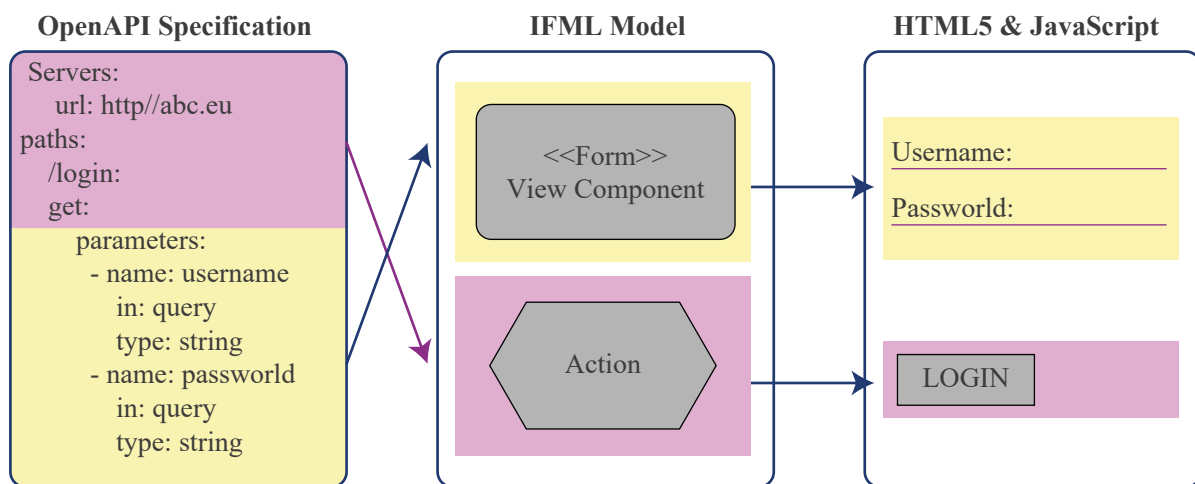 OpenAPI Specification
Servers:
url: http//abc.eu
paths:
/login:
get:
parameters:
- name: username
in: query
type: string
- name: passworld
in: query
type: string
IFML Model
<<Form>>
View Component
Action
HTML5 & JavaScript
Username:
Passworld:
LOGIN